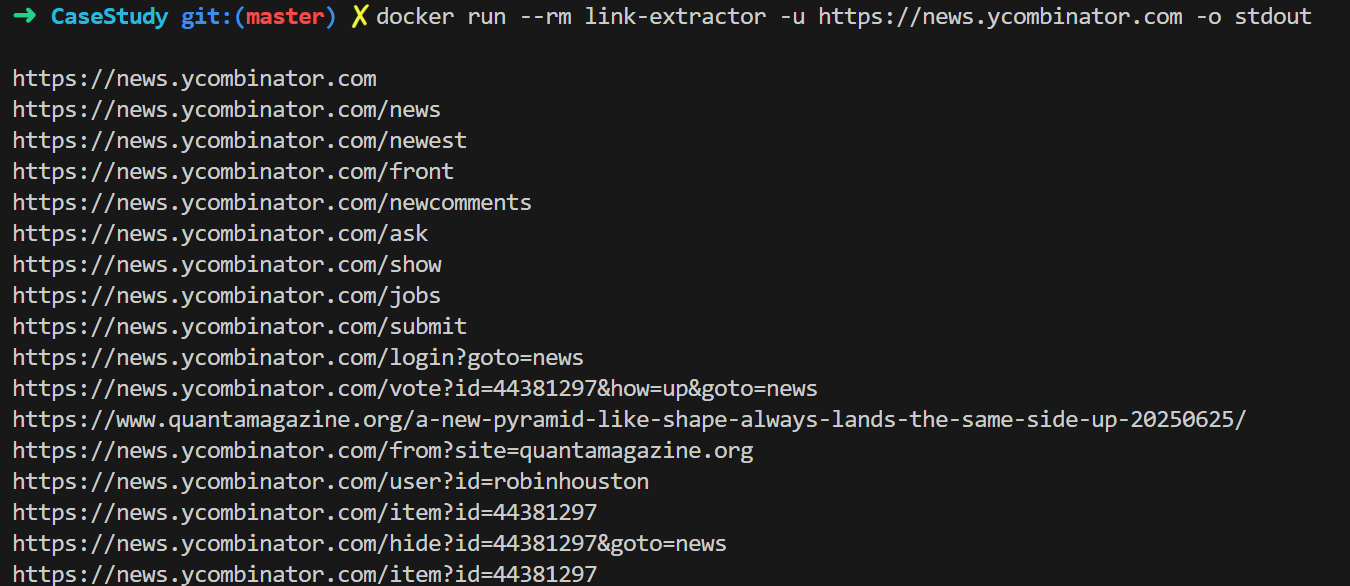 ➜ CaseStudy git:(master) ✗ docker run --rm link-extractor -u https://news.ycombinator.com -o stdout
https://news.ycombinator.com
https://news.ycombinator.com/news
https://news.ycombinator.com/newest
https://news.ycombinator.com/front
https://news.ycombinator.com/newcomments
https://news.ycombinator.com/ask
https://news.ycombinator.com/show
https://news.ycombinator.com/jobs
https://news.ycombinator.com/submit
https://news.ycombinator.com/login?goto=news
https://news.ycombinator.com/vote?id=44381297&how=up&goto=news
https://www.quantamagazine.org/a-new-pyramid-like-shape-always-lands-the-same-side-up-20250625/
https://news.ycombinator.com/from?site=quantamagazine.org
https://news.ycombinator.com/user?id=robinhouston
https://news.ycombinator.com/item?id=44381297
https://news.ycombinator.com/hide?id=44381297&goto=news
https://news.ycombinator.com/item?id=44381297